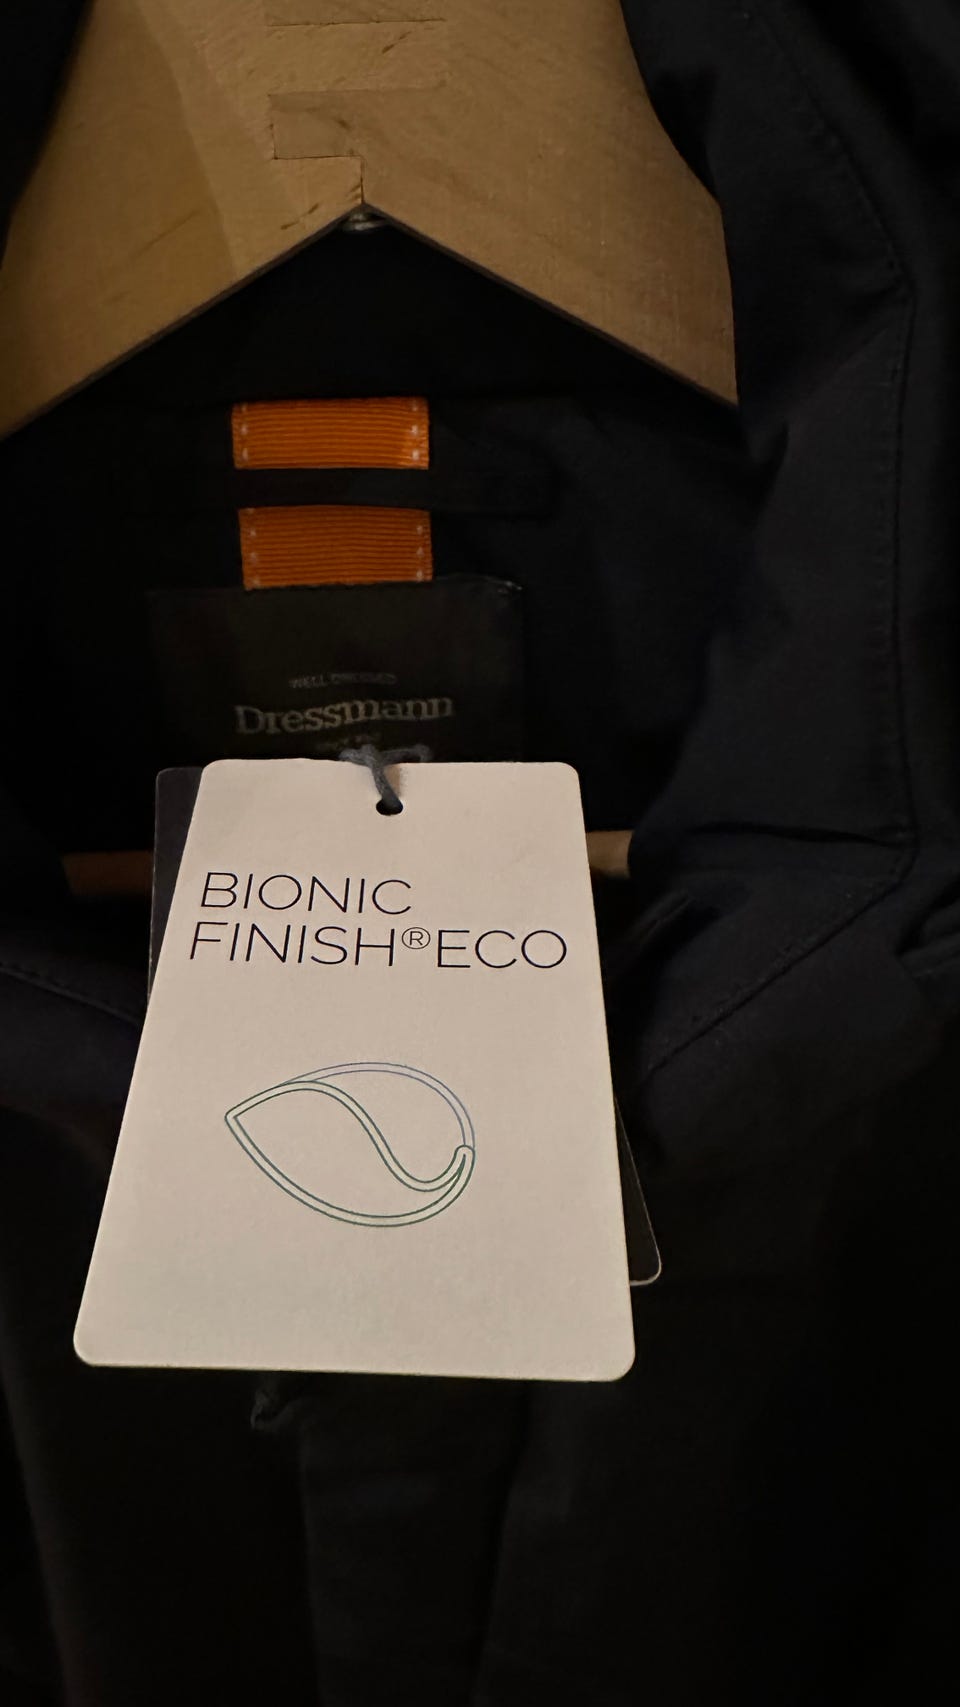 WELL DRESSED
Dressmann
BIONIC
FINISH®ECO